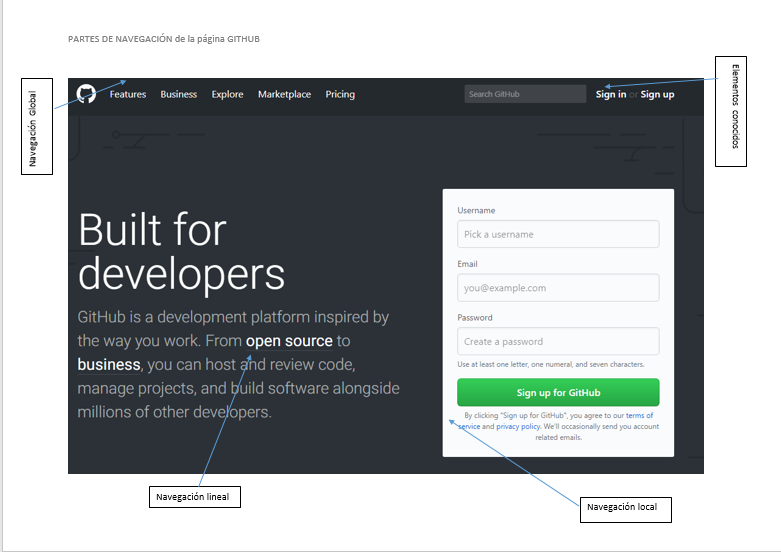 PARTES DE NAVEGACIÓN de la página GITHUB
Navegación Global
Elementos conocidos
Features Business Explore Marketplace Pricing
Search GitHub
Sign in or Sign up
Built for
developers
GitHub is a development platform inspired by
the way you work. From open source to
business, you can host and review code,
manage projects, and build software alongside
millions of other developers.
Username
Pick a username
Email
you@example.com
Password
Create a password
Use at least one letter, one numeral, and seven characters.
Sign up for GitHub
By clicking "Sign up for GitHub", you agree to our terms of
service and privacy policy. We'll occasionally send you account
related emails.
Navegación lineal
Navegación local